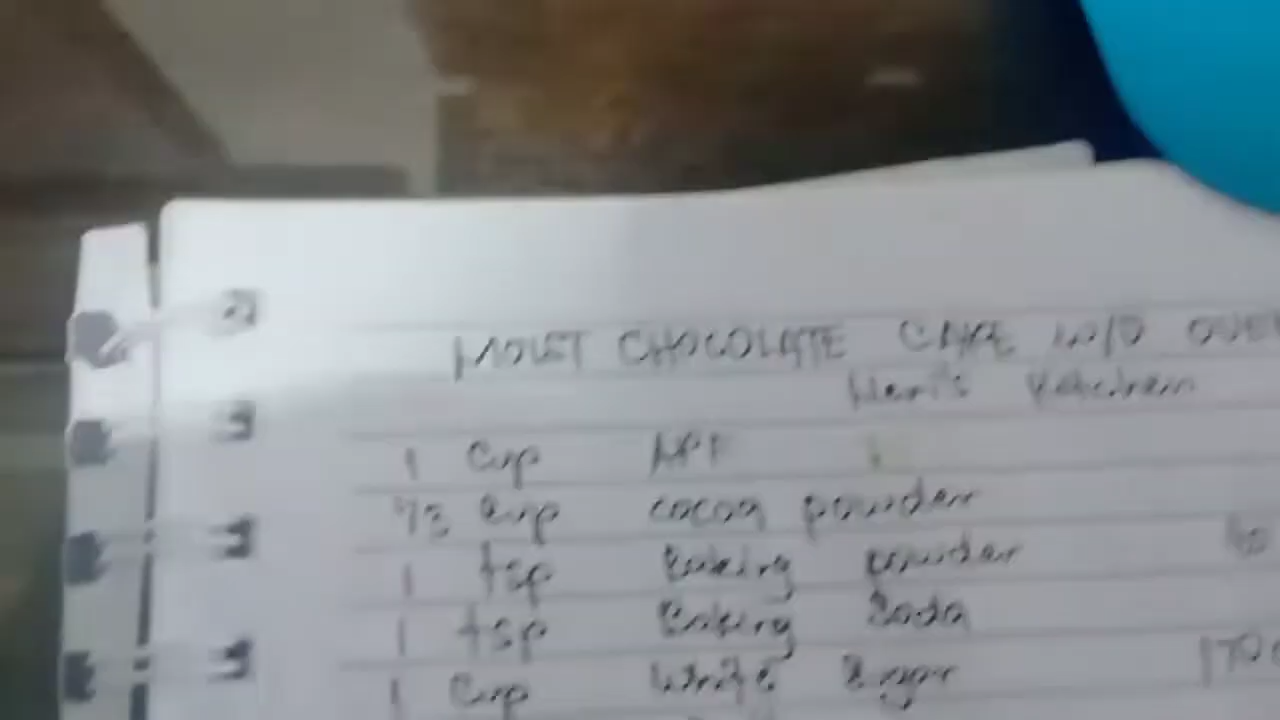 MOIST CHOCOLATE CAKE W/O OVEN
1 Cup APF
1/3 Cup cocoa powder
1 tsp Baking powder
1 tsp Baking Soda
1 Cup White Sugar